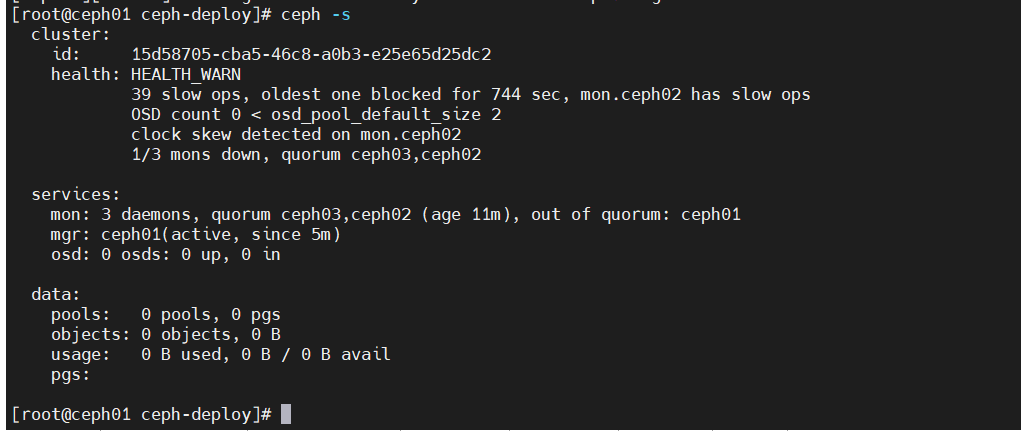 [root@ceph01 ceph-deploy]# ceph -s
cluster:
id: 15d58705-cba5-46c8-a0b3-e25e65d25dc2
health: HEALTH_WARN
39 slow ops, oldest one blocked for 744 sec, mon.ceph02 has slow ops
OSD count 0 < osd_pool_default_size 2
clock skew detected on mon.ceph02
1/3 mons down, quorum ceph03,ceph02
services:
mon: 3 daemons, quorum ceph03,ceph02 (age 11m), out of quorum: ceph01
mgr: ceph01(active, since 5m)
osd: 0 osds: 0 up, 0 in
data:
pools: 0 pools, 0 pgs
objects: 0 objects, 0 B
usage: 0 B used, 0 B / 0 B avail
pgs:
[root@ceph01 ceph-deploy]#